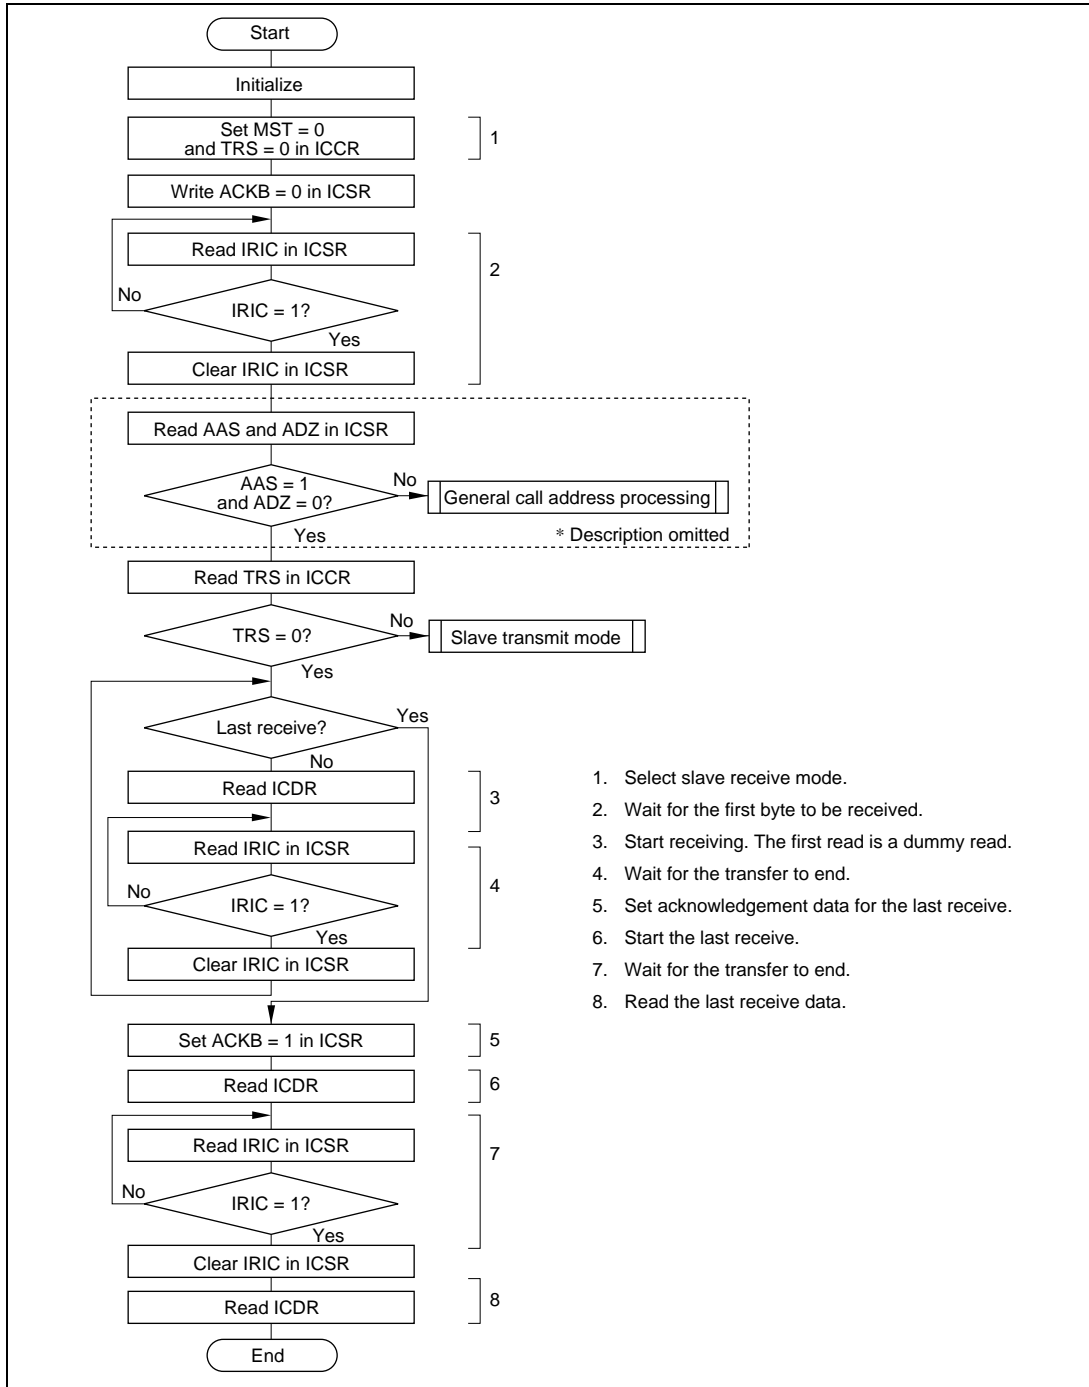 Start
Initialize
Set MST = 0
and TRS = 0 in ICCR
1
Write ACKB = 0 in ICSR
Read IRIC in ICSR
2
No
IRIC = 1?
Yes
Clear IRIC in ICSR
Read AAS and ADZ in ICSR
AAS = 1
and ADZ = 0?
No
General call address processing
Yes
* Description omitted
Read TRS in ICCR
TRS = 0?
No
Slave transmit mode
Yes
Last receive?
Yes
No
Read ICDR
3
Read IRIC in ICSR
4
No
IRIC = 1?
Yes
Clear IRIC in ICSR
Set ACKB = 1 in ICSR
5
Read ICDR
6
Read IRIC in ICSR
7
No
IRIC = 1?
Yes
Clear IRIC in ICSR
Read ICDR
8
End
1. Select slave receive mode.
2. Wait for the first byte to be received.
3. Start receiving. The first read is a dummy read.
4. Wait for the transfer to end.
5. Set acknowledgement data for the last receive.
6. Start the last receive.
7. Wait for the transfer to end.
8. Read the last receive data.